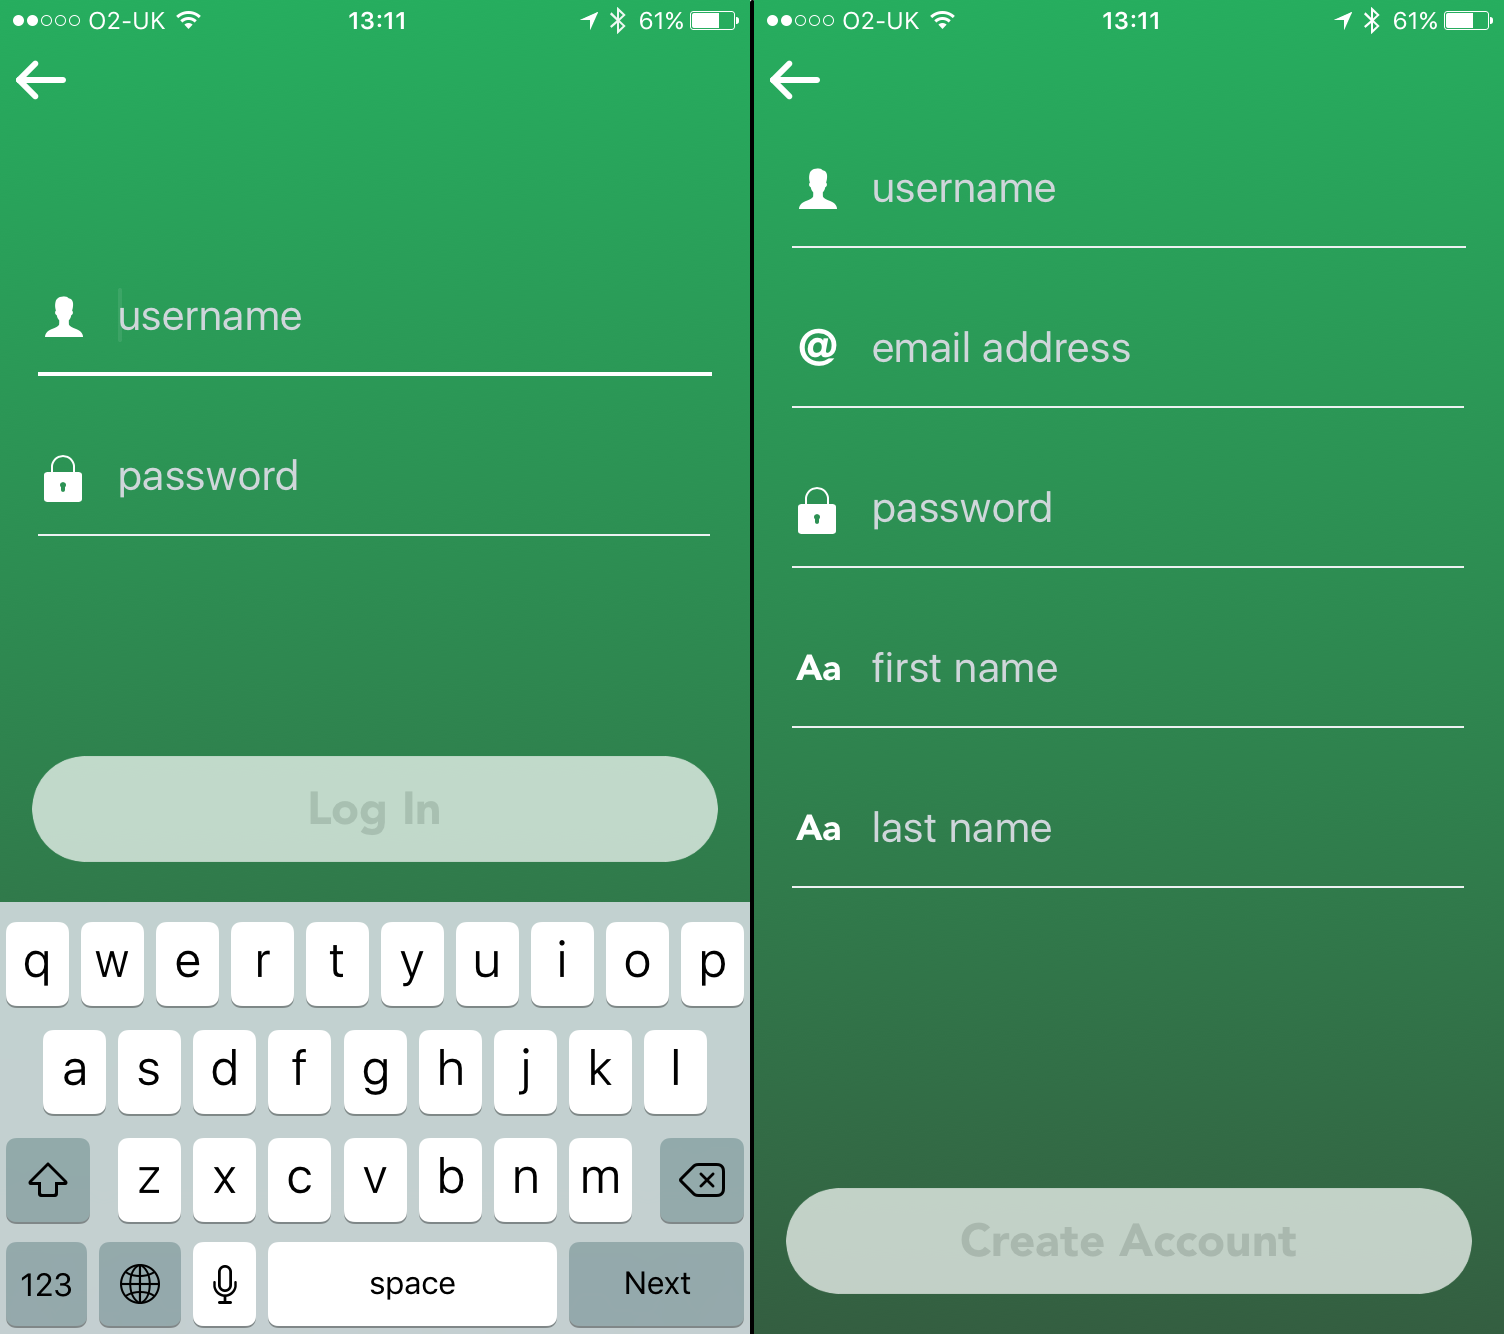 O2-UK 13:11 61%
username
password
Log In
q w e r t y u i o p
a s d f g h j k l
z x c v b n m
123 space Next
O2-UK 13:11 61%
username
@ email address
password
Aa first name
Aa last name
Create Account